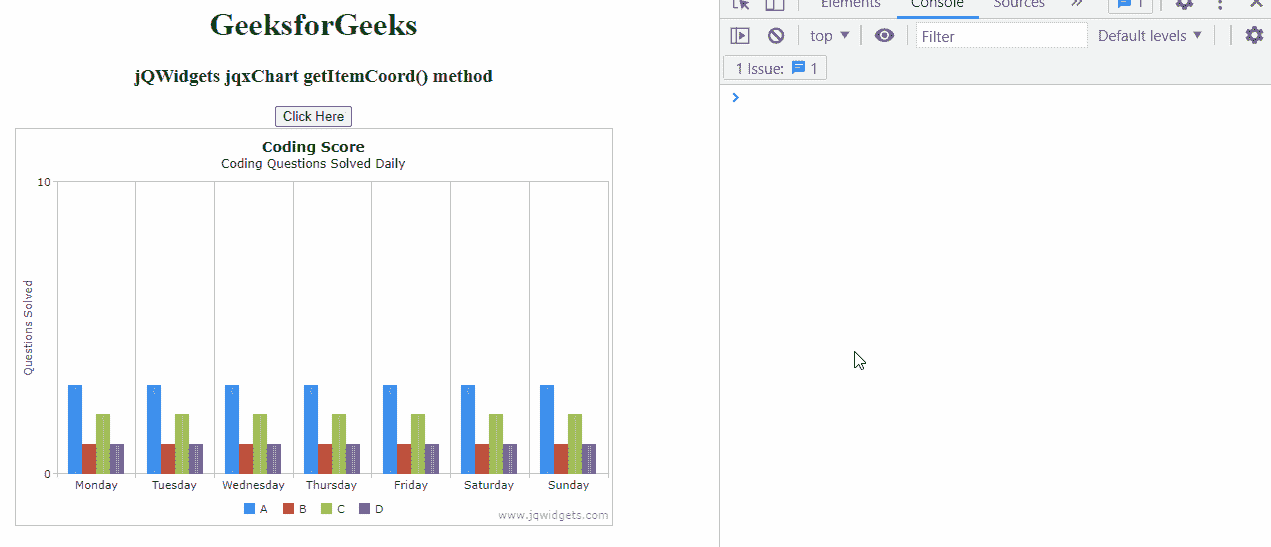 GeeksforGeeks
jQWidgets jqxChart getItemCoord() method
Click Here
Coding Score
Coding Questions Solved Daily
10
Questions Solved
0
Monday Tuesday Wednesday Thursday Friday Saturday Sunday
A B C D
www.jqwidgets.com
Elements Console Sources » 1
top Filter Default levels
1 Issue: 1